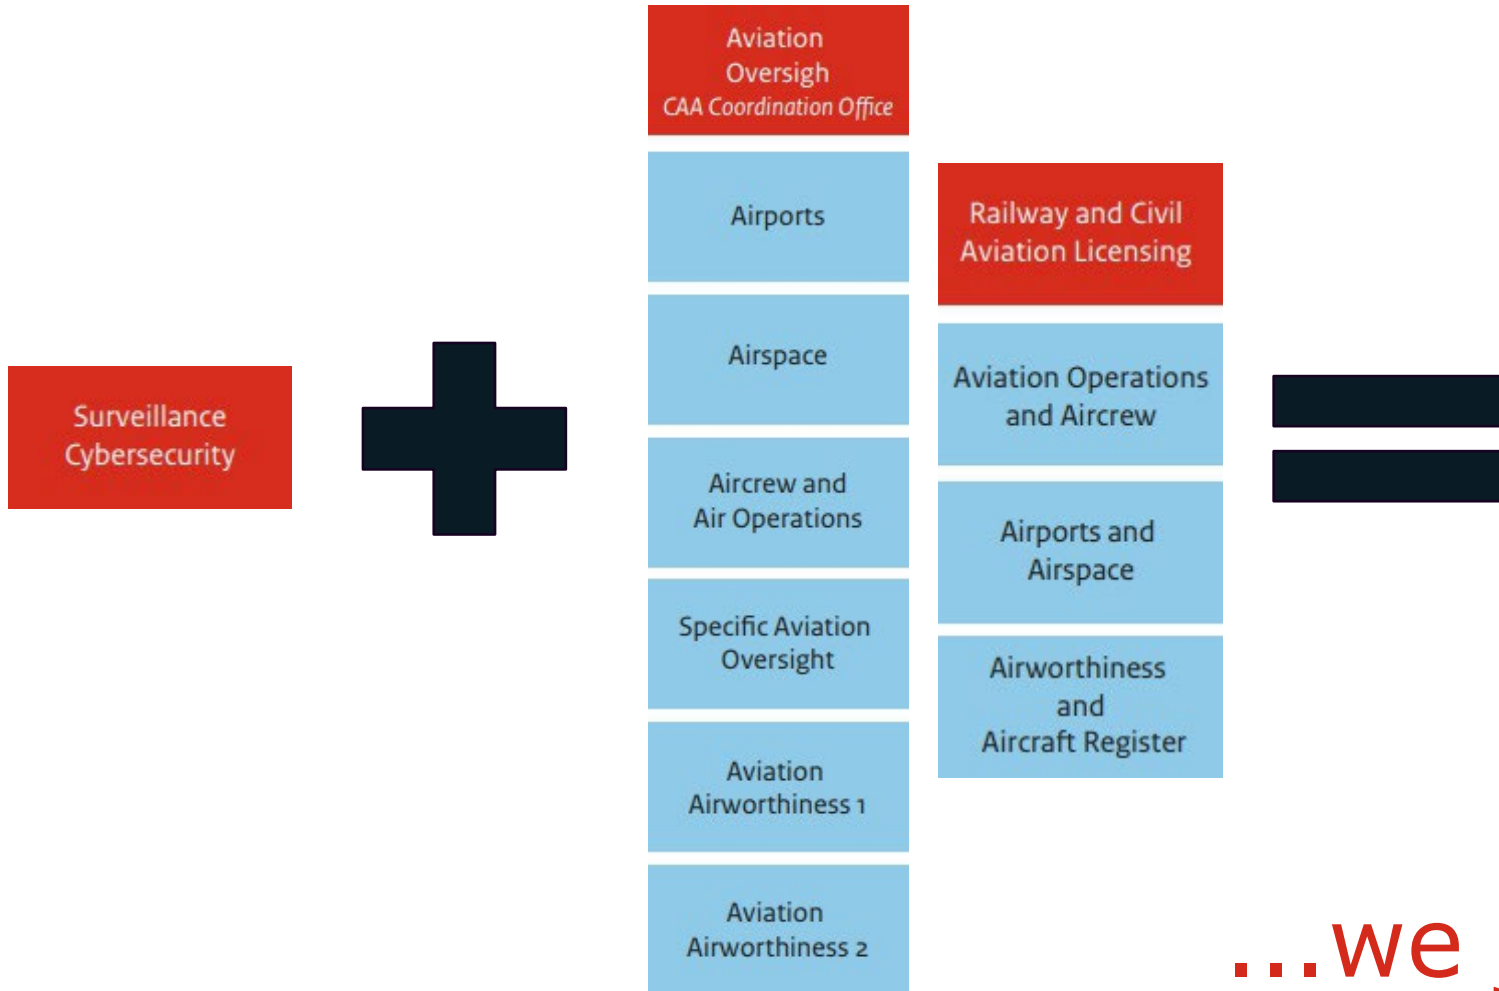 Surveillance
Cybersecurity
Aviation
Oversigh
CAA Coordination Office
Airports
Airspace
Aircrew and
Air Operations
Specific Aviation
Oversight
Aviation
Airworthiness 1
Aviation
Airworthiness 2
Railway and Civil
Aviation Licensing
Aviation Operations
and Aircrew
Airports and
Airspace
Airworthiness
and
Aircraft Register
...we